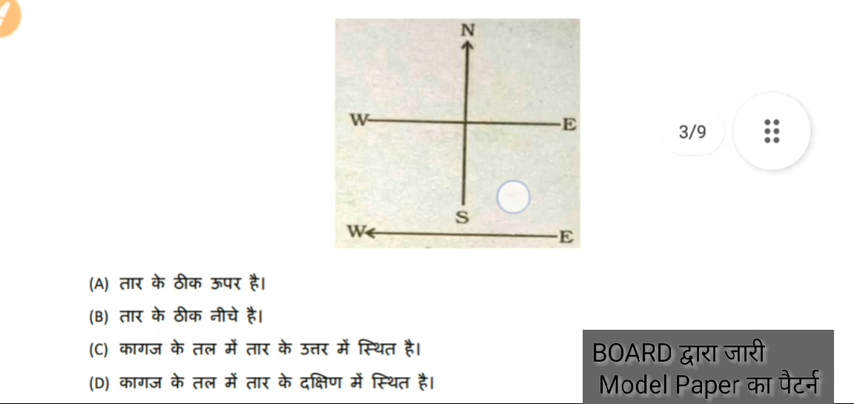 N
W E
3/9
S
W E
(A) तार के ठीक ऊपर है।
(B) तार के ठीक नीचे है।
(C) कागज के तल में तार के उत्तर में स्थित है।
(D) कागज के तल में तार के दक्षिण में स्थित है।
BOARD द्वारा जारी
Model Paper का पैटर्न